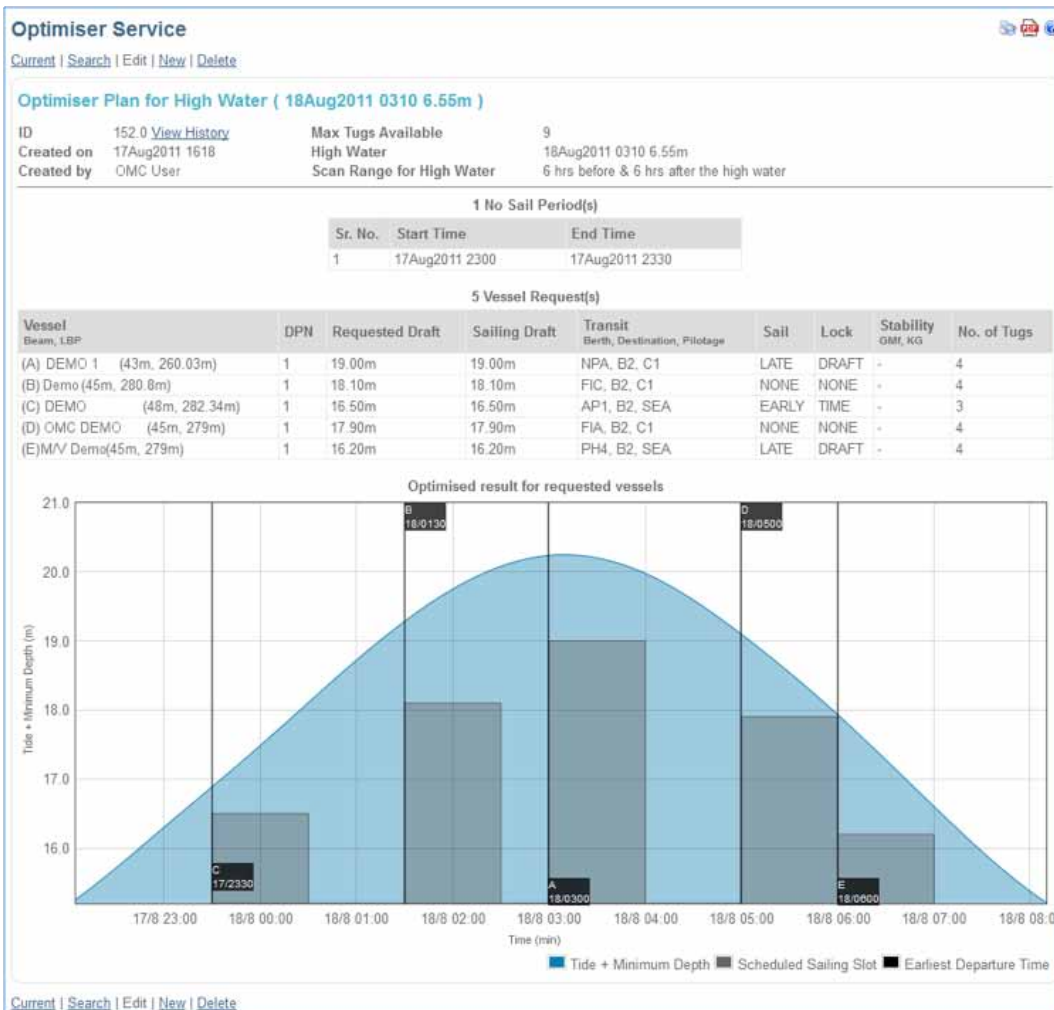 Optimiser Service
Current | Search | Edit | New | Delete
Optimiser Plan for High Water ( 18Aug2011 0310 6.55m )
ID 152.0 View History Max Tugs Available 9
Created on 17Aug2011 1618 High Water 18Aug2011 0310 6.55m
Created by OMC User Scan Range for High Water 6 hrs before & 6 hrs after the high water
1 No Sail Period(s)
Sr. No. Start Time End Time
1 17Aug2011 2300 17Aug2011 2330
5 Vessel Request(s)
Vessel DPN Requested Draft Sailing Draft Transit Sail Lock Stability No. of Tugs
Beam, LBP Berth, Destination, Pilotage GMf, KG
(A) DEMO 1 (43m, 260.03m) 1 19.00m 19.00m NPA, B2, C1 LATE DRAFT - 4
(B) Demo (45m, 280.8m) 1 18.10m 18.10m FIC, B2, C1 NONE NONE - 4
(C) DEMO (48m, 282.34m) 1 16.50m 16.50m AP1, B2, SEA EARLY TIME - 3
(D) OMC DEMO (45m, 279m) 1 17.90m 17.90m FIA, B2, C1 NONE NONE - 4
(E)M/V Demo(45m, 279m) 1 16.20m 16.20m PH4, B2, SEA LATE DRAFT - 4
Optimised result for requested vessels
21.0
B
18/0130
D
18/0500
20.0
19.0
18.0
17.0
16.0
Tide + Minimum Depth (m)
C
17/2330
A
18/0300
E
18/0600
17/8 23:00 18/8 00:00 18/8 01:00 18/8 02:00 18/8 03:00 18/8 04:00 18/8 05:00 18/8 06:00 18/8 07:00 18/8 08:0
Time (min)
Tide + Minimum Depth Scheduled Sailing Slot Earliest Departure Time
Current | Search | Edit | New | Delete